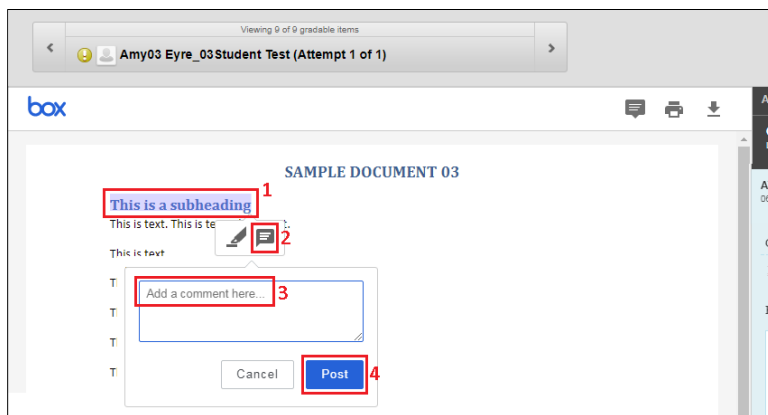 Viewing 9 of 9 gradable items
Amy03 Eyre_03Student Test (Attempt 1 of 1)
box
SAMPLE DOCUMENT 03
This is a subheading 1
This is text. This is
2
This is text
Add a comment here... 3
Cancel Post 4